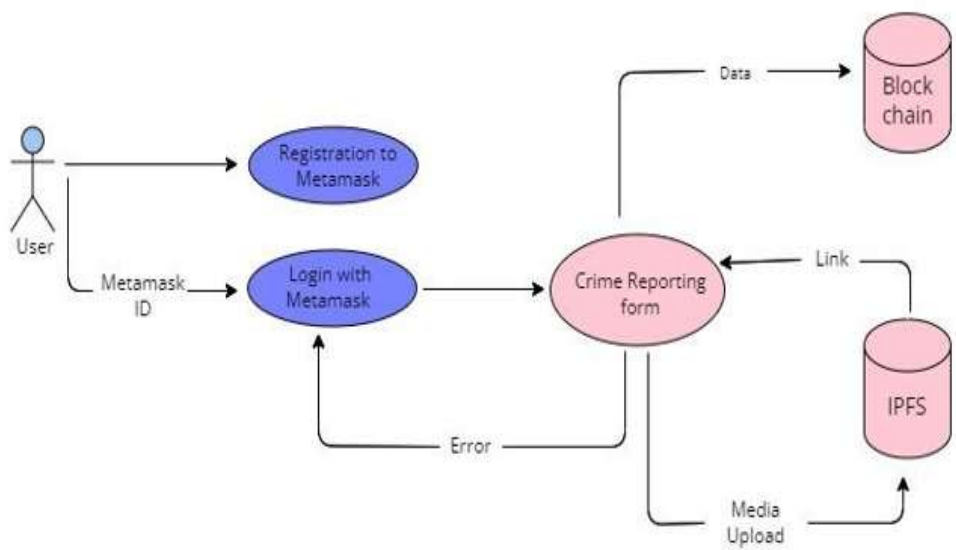 Data
Block
chain
Registration to
Metamask
User
Metamask
ID
Login with
Metamask
Crime Reporting
form
Link
IPFS
Error
Media
Upload